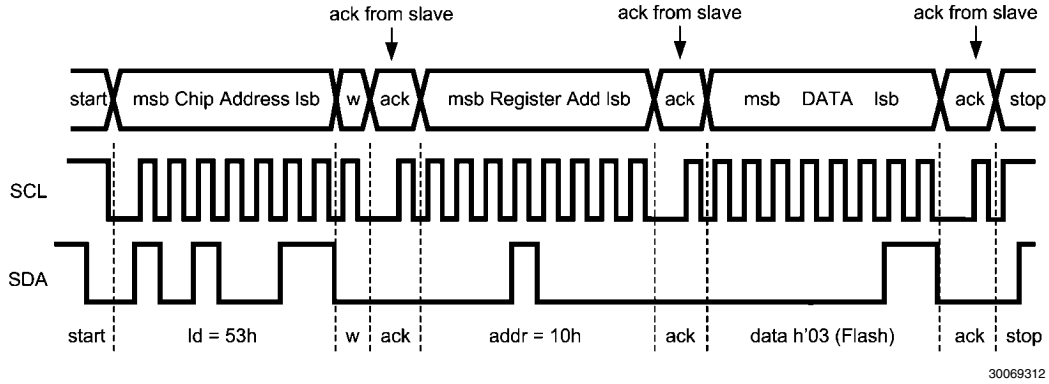 ack from slave ack from slave ack from slave
start msb Chip Address lsb w ack msb Register Add lsb ack msb DATA lsb ack stop
SCL
SDA
start Id = 53h w ack addr = 10h ack data h'03 (Flash) ack stop
30069312